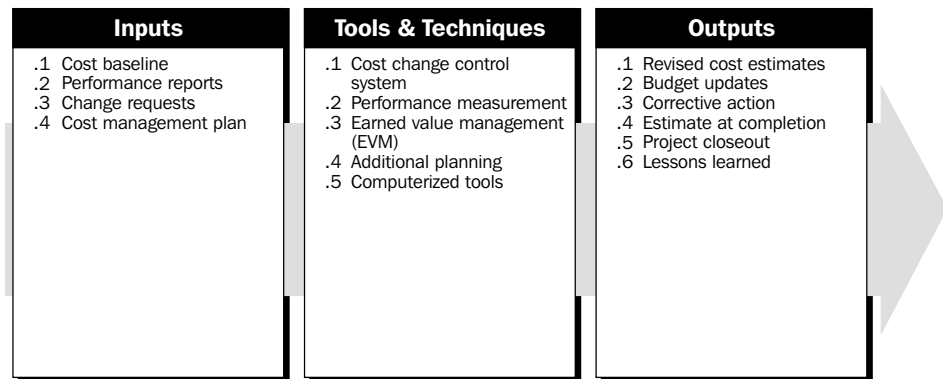 Inputs
.1 Cost baseline
.2 Performance reports
.3 Change requests
.4 Cost management plan
Tools & Techniques
.1 Cost change control
system
.2 Performance measurement
.3 Earned value management
(EVM)
.4 Additional planning
.5 Computerized tools
Outputs
.1 Revised cost estimates
.2 Budget updates
.3 Corrective action
.4 Estimate at completion
.5 Project closeout
.6 Lessons learned